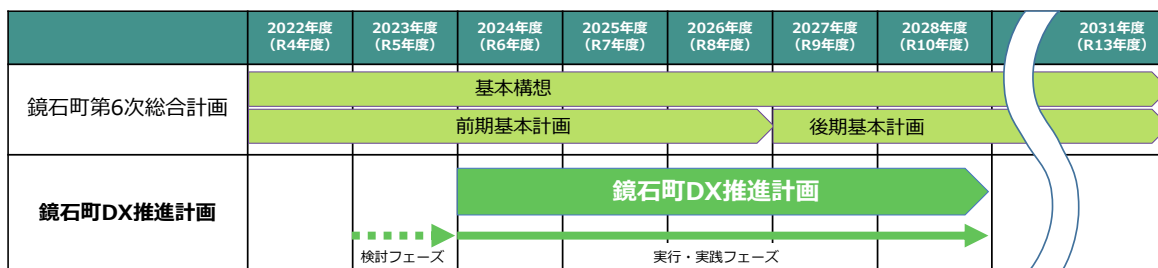 2022年度 2023年度 2024年度 2025年度 2026年度 2027年度 2028年度 2031年度
(R4年度) (R5年度) (R6年度) (R7年度) (R8年度) (R9年度) (R10年度) (R13年度)
鏡石町第6次総合計画
基本構想
前期基本計画 後期基本計画
鏡石町DX推進計画
鏡石町DX推進計画
検討フェーズ 実行・実践フェーズ